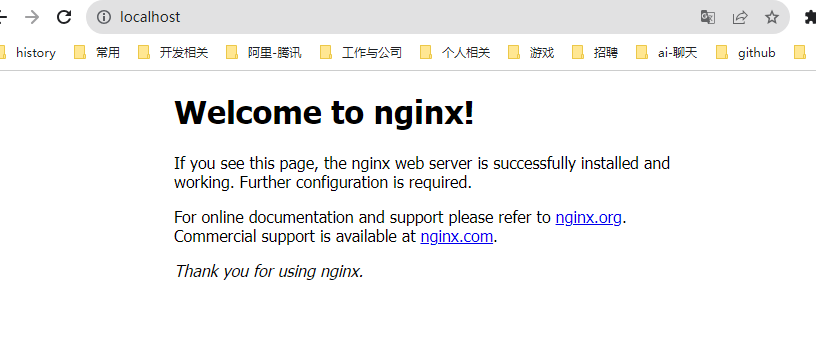 localhost
history 常用 开发相关 阿里-腾讯 工作与公司 个人相关 游戏 招聘 ai-聊天 github
Welcome to nginx!
If you see this page, the nginx web server is successfully installed and
working. Further configuration is required.
For online documentation and support please refer to nginx.org.
Commercial support is available at nginx.com.
Thank you for using nginx.